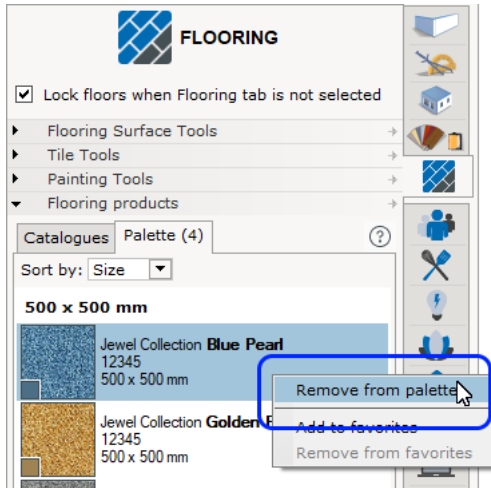 FLOORING
Lock floors when Flooring tab is not selected
Flooring Surface Tools
Tile Tools
Painting Tools
Flooring products
Catalogues Palette (4) ?
Sort by: Size
500 x 500 mm
Jewel Collection Blue Pearl
12345
500 x 500 mm
Remove from palette
Jewel Collection Golden
Add to favorites
12345
500 x 500 mm
Remove from favorites